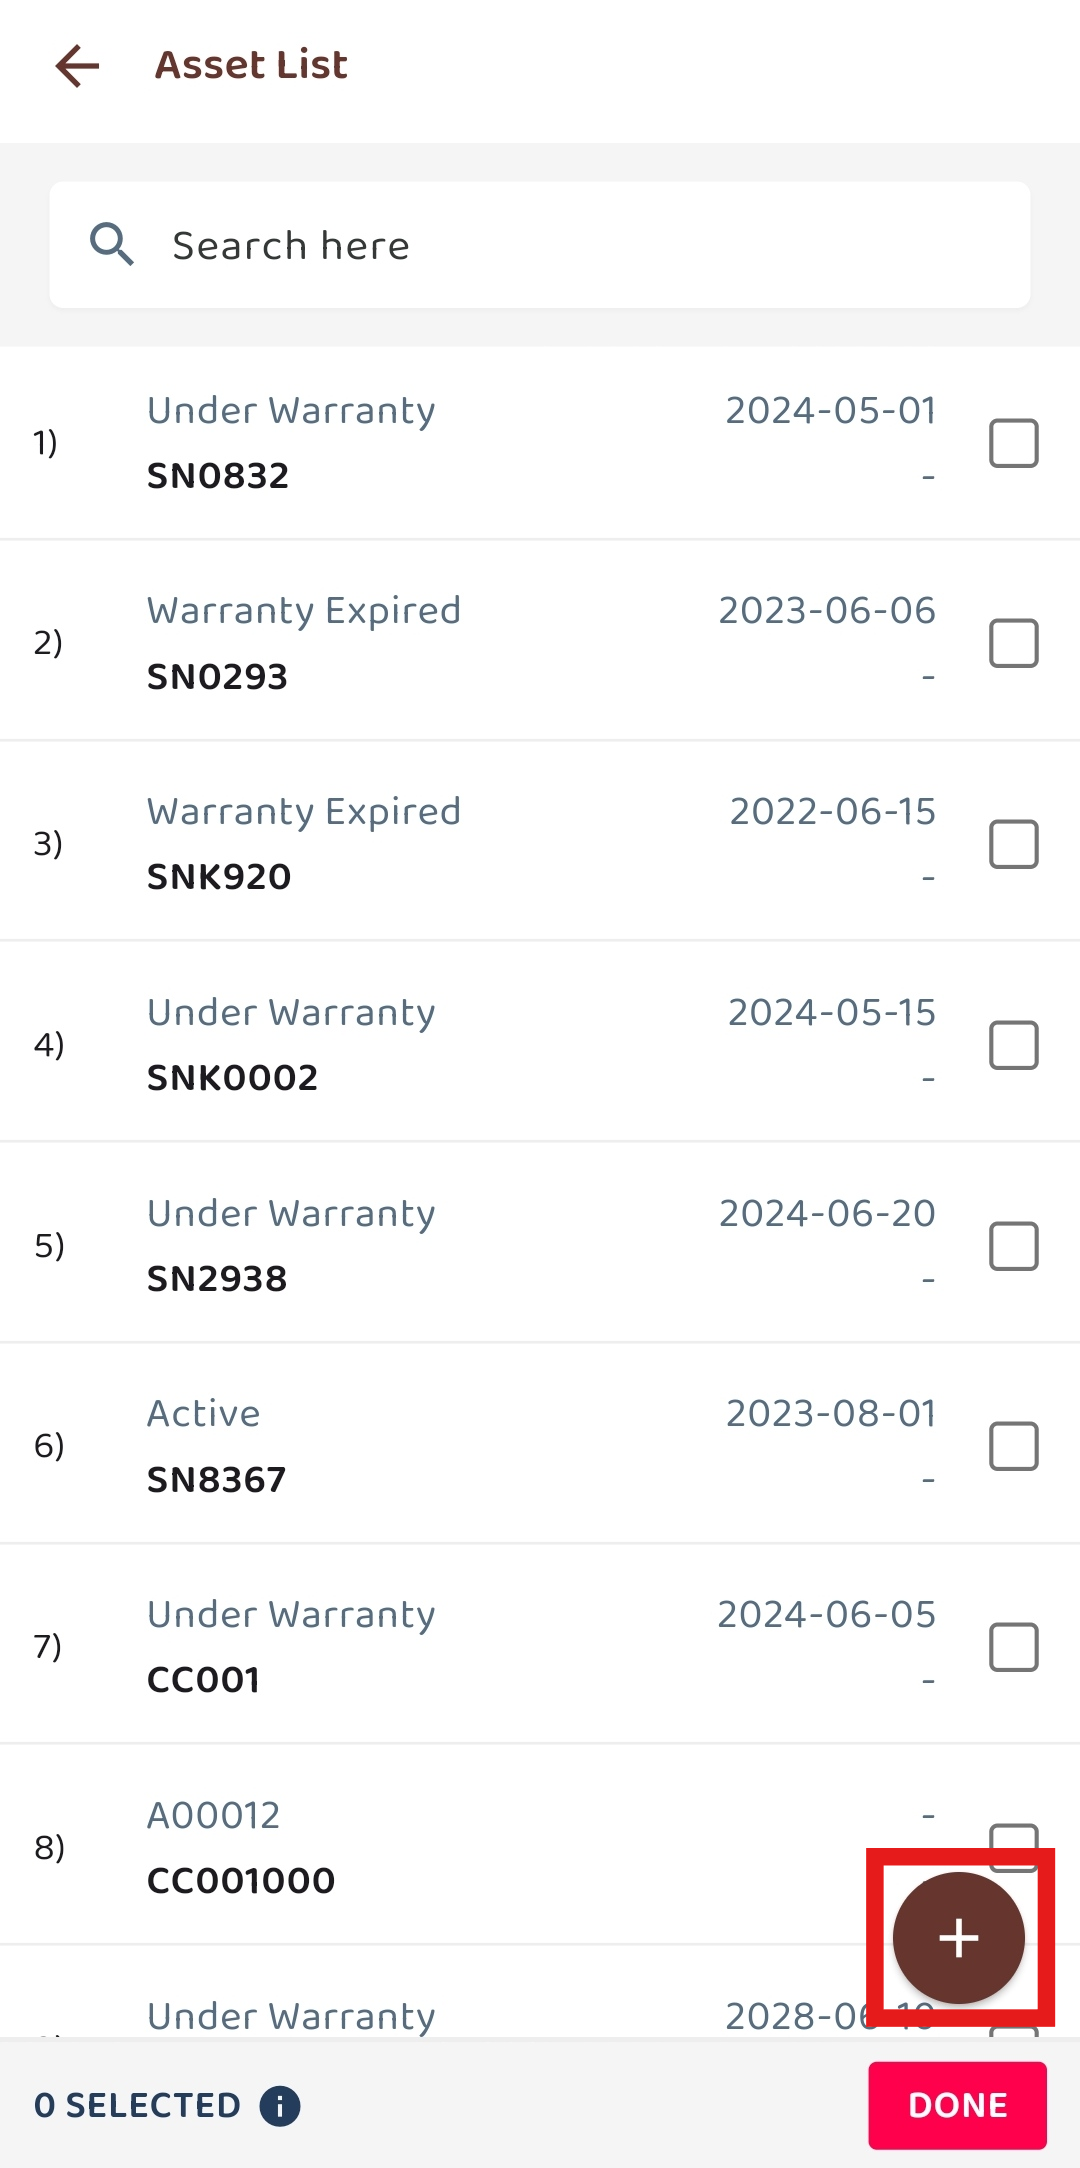 Asset List
Search here
1)
Under Warranty
2024-05-01
SN0832
-
2)
Warranty Expired
2023-06-06
SN0293
-
3)
Warranty Expired
2022-06-15
SNK920
-
4)
Under Warranty
2024-05-15
SNK0002
-
5)
Under Warranty
2024-06-20
SN2938
-
6)
Active
2023-08-01
SN8367
-
7)
Under Warranty
2024-06-05
CC001
-
8)
A00012
-
CC001000
Under Warranty
0 SELECTED
DONE